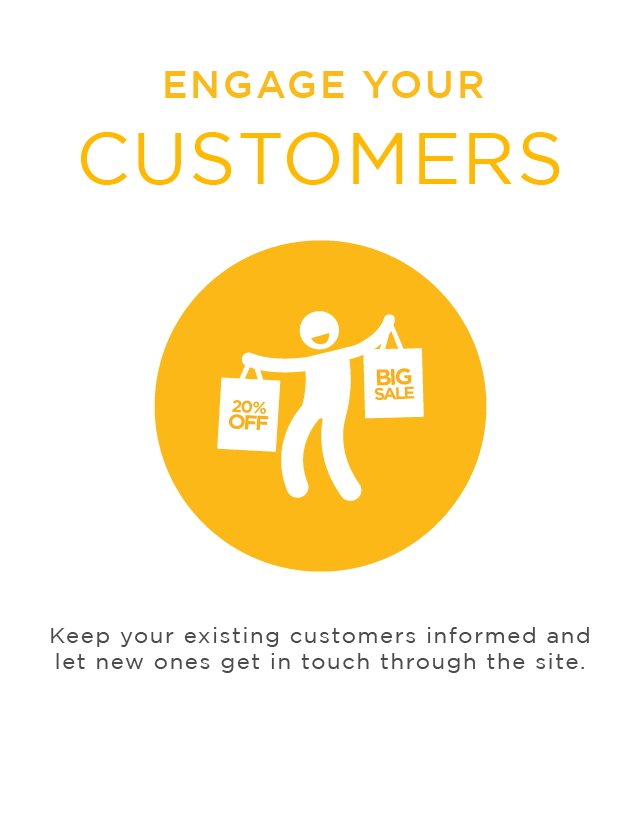 ENGAGE YOUR
CUSTOMERS
20%
OFF
BIG
SALE
Keep your existing customers informed and
let new ones get in touch through the site.